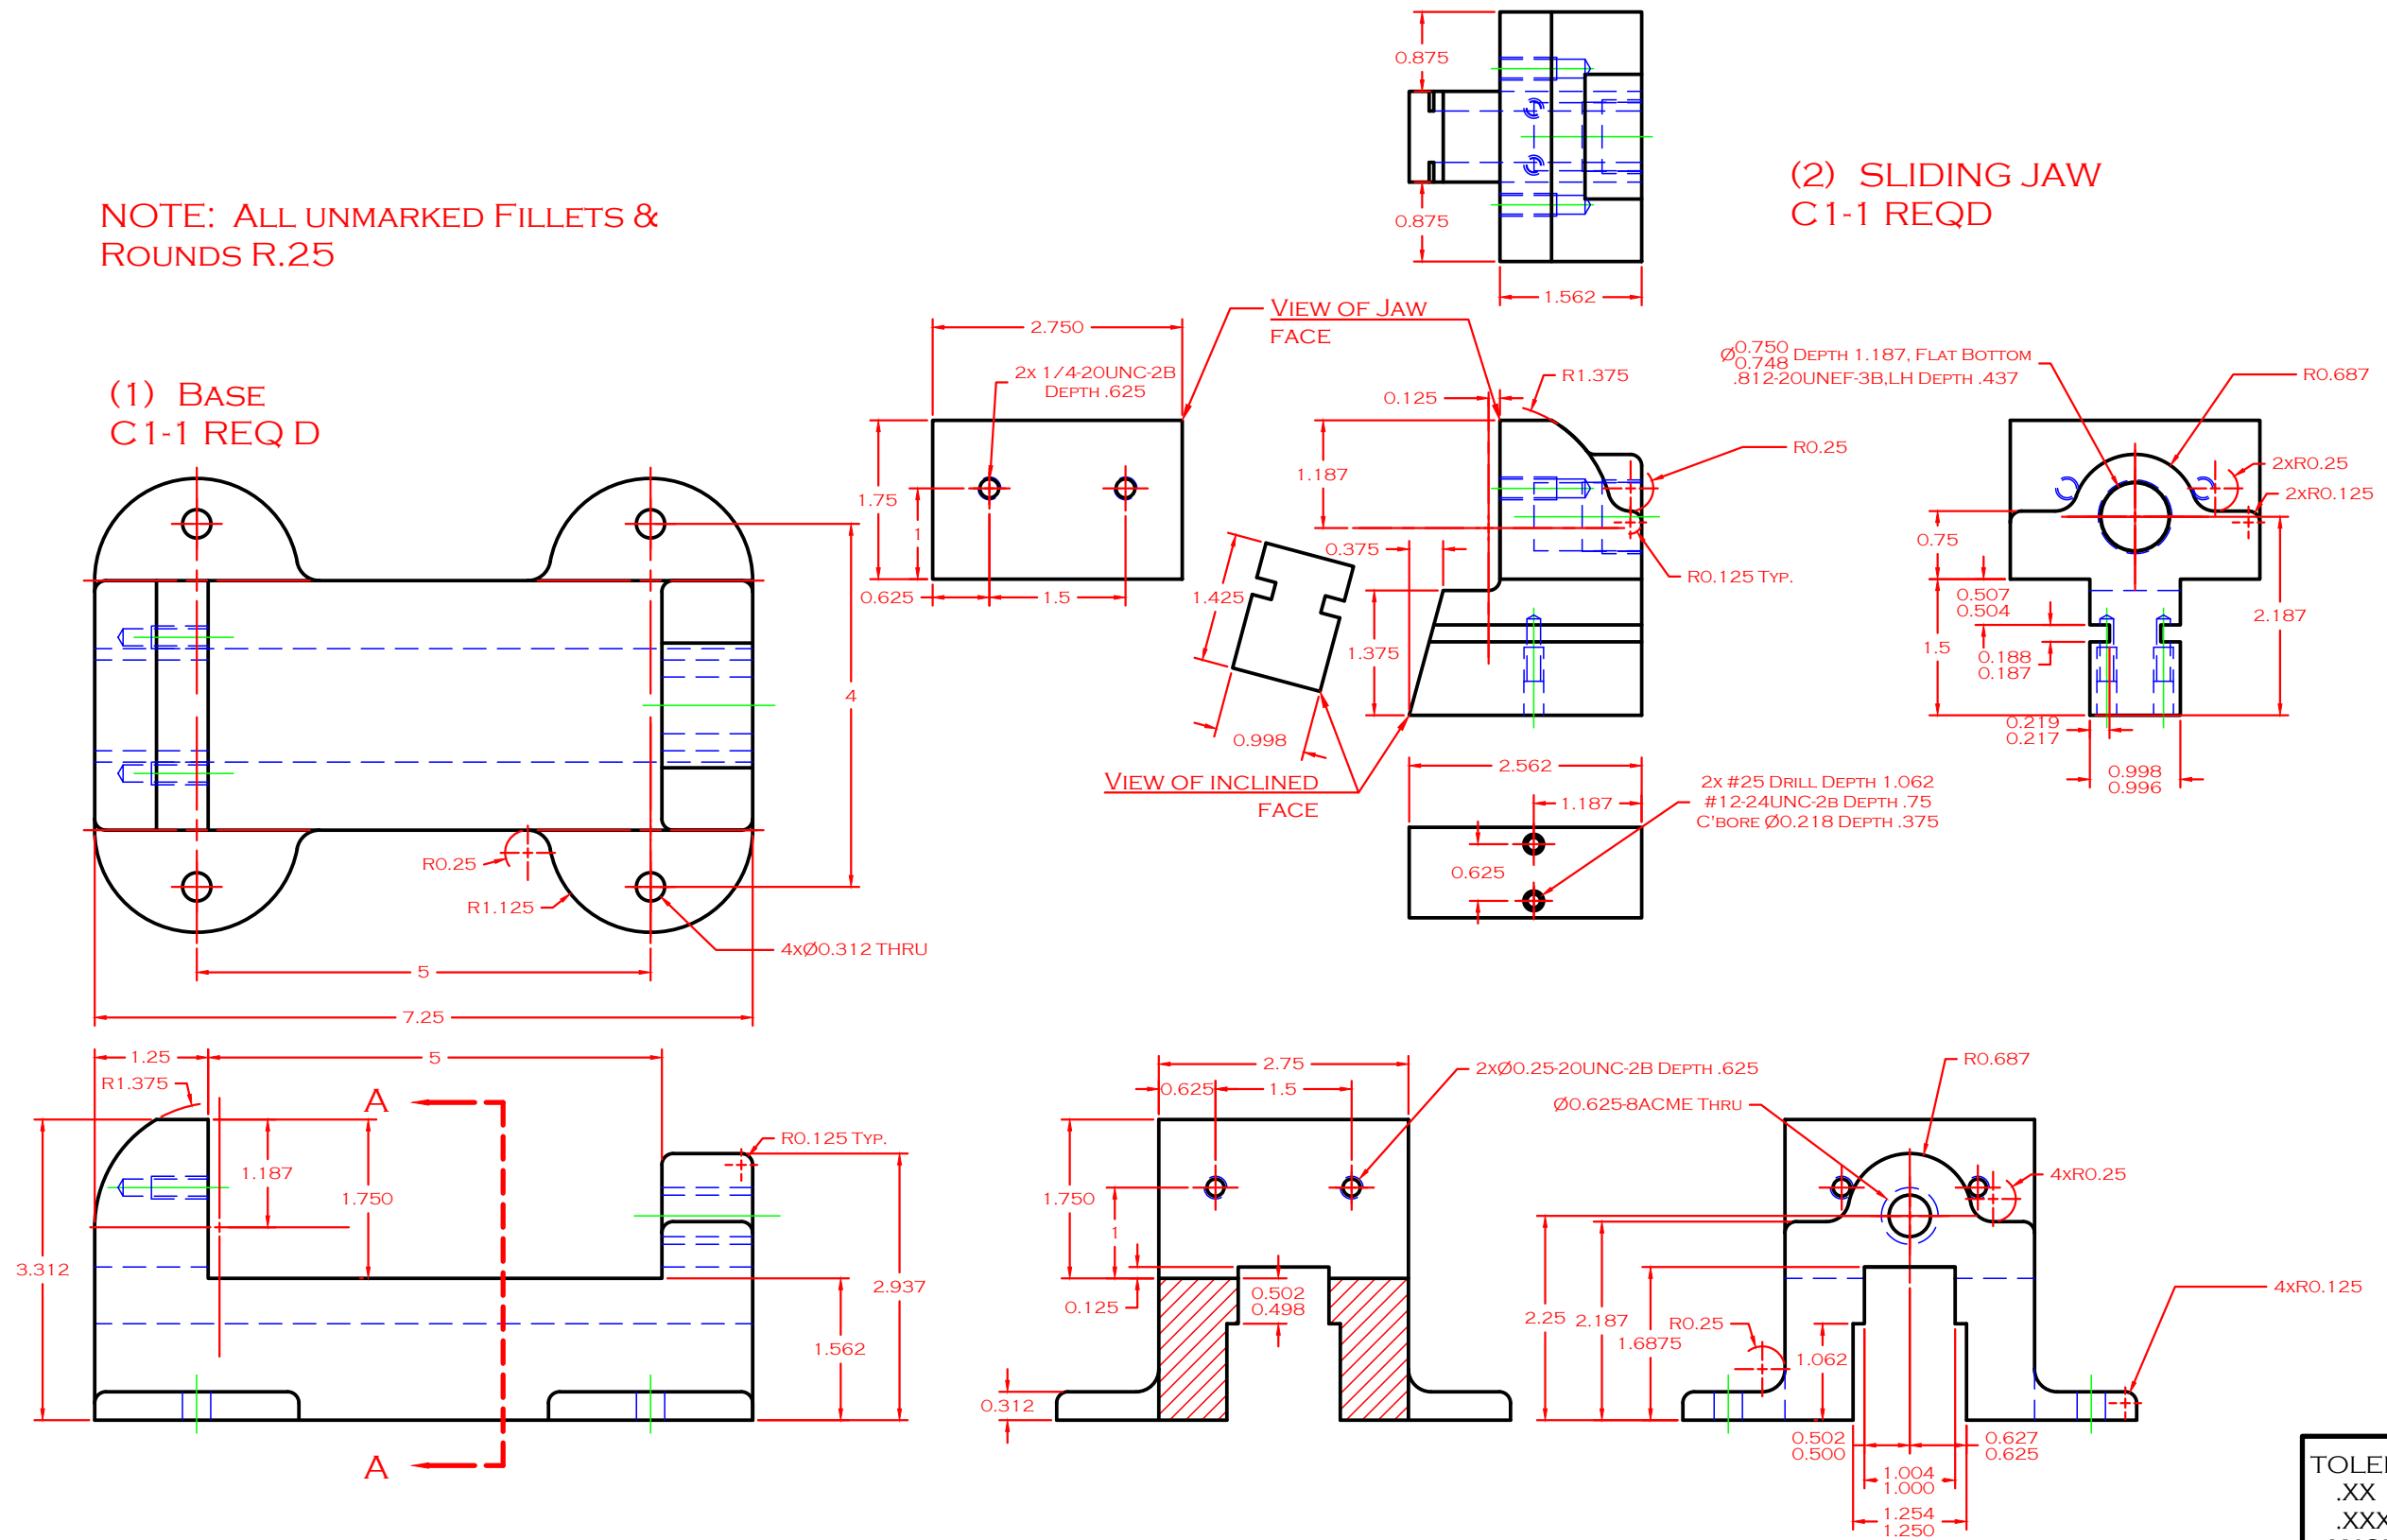 0.875
0.875
1.562
(2) SLIDING JAW
C1-1 REQD
NOTE: ALL UNMARKED FILLETS &
ROUNDS R.25
(1) BASE
C1-1 REQ D
VIEW OF JAW
FACE
2.750
2X 1/4-20UNC-2B
DEPTH .625
1.75
1
0.625
1.5
1.425
0.998
VIEW OF INCLINED
FACE
0.125
R1.375
1.187
R0.25
0.375
R0.125 TYP.
1.375
Ø0.750
0.748
DEPTH 1.187, FLAT BOTTOM
.812-20UNEF-3B,LH DEPTH .437
R0.687
2XR0.25
2XR0.125
0.75
0.507
0.504
2.187
1.5
0.188
0.187
0.219
0.217
0.998
0.996
2.562
1.187
0.625
2X #25 DRILL DEPTH 1.062
#12-24UNC-2B DEPTH .75
C'BORE Ø0.218 DEPTH .375
4
R0.25
R1.125
4XØ0.312 THRU
5
7.25
1.25
5
R1.375
A
R0.125 TYP.
1.187
1.750
3.312
2.937
1.562
A
2.75
0.625
1.5
2XØ0.25-20UNC-2B DEPTH .625
1.750
1
0.125
0.502
0.498
0.312
R0.687
Ø0.625-8ACME THRU
4XR0.25
4XR0.125
2.25
2.187
1.6875
R0.25
1.062
0.502
0.500
0.627
0.625
1.004
1.000
1.254
1.250
.XX
.XXX